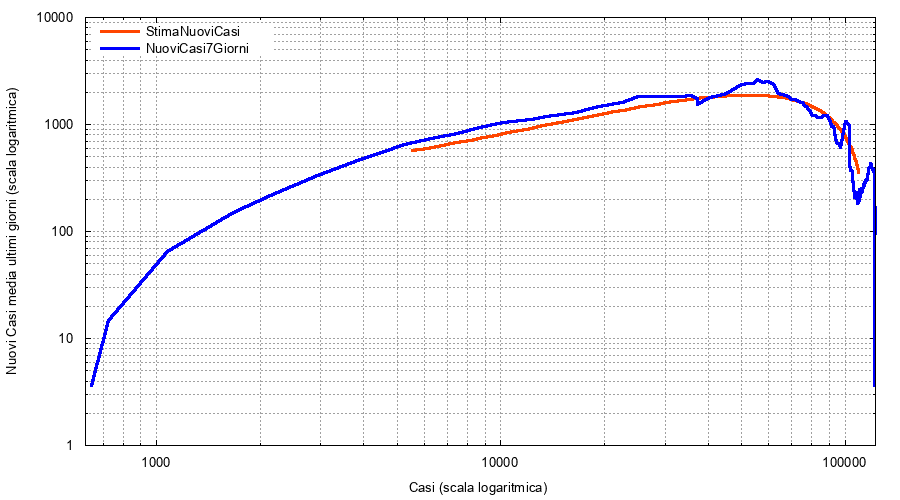 10000
StimaNuoviCasi
NuoviCasi7Giorni
1000
100
10
1
Nuovi Casi media ultimi giorni (scala logaritmica)
1000
10000
100000
Casi (scala logaritmica)